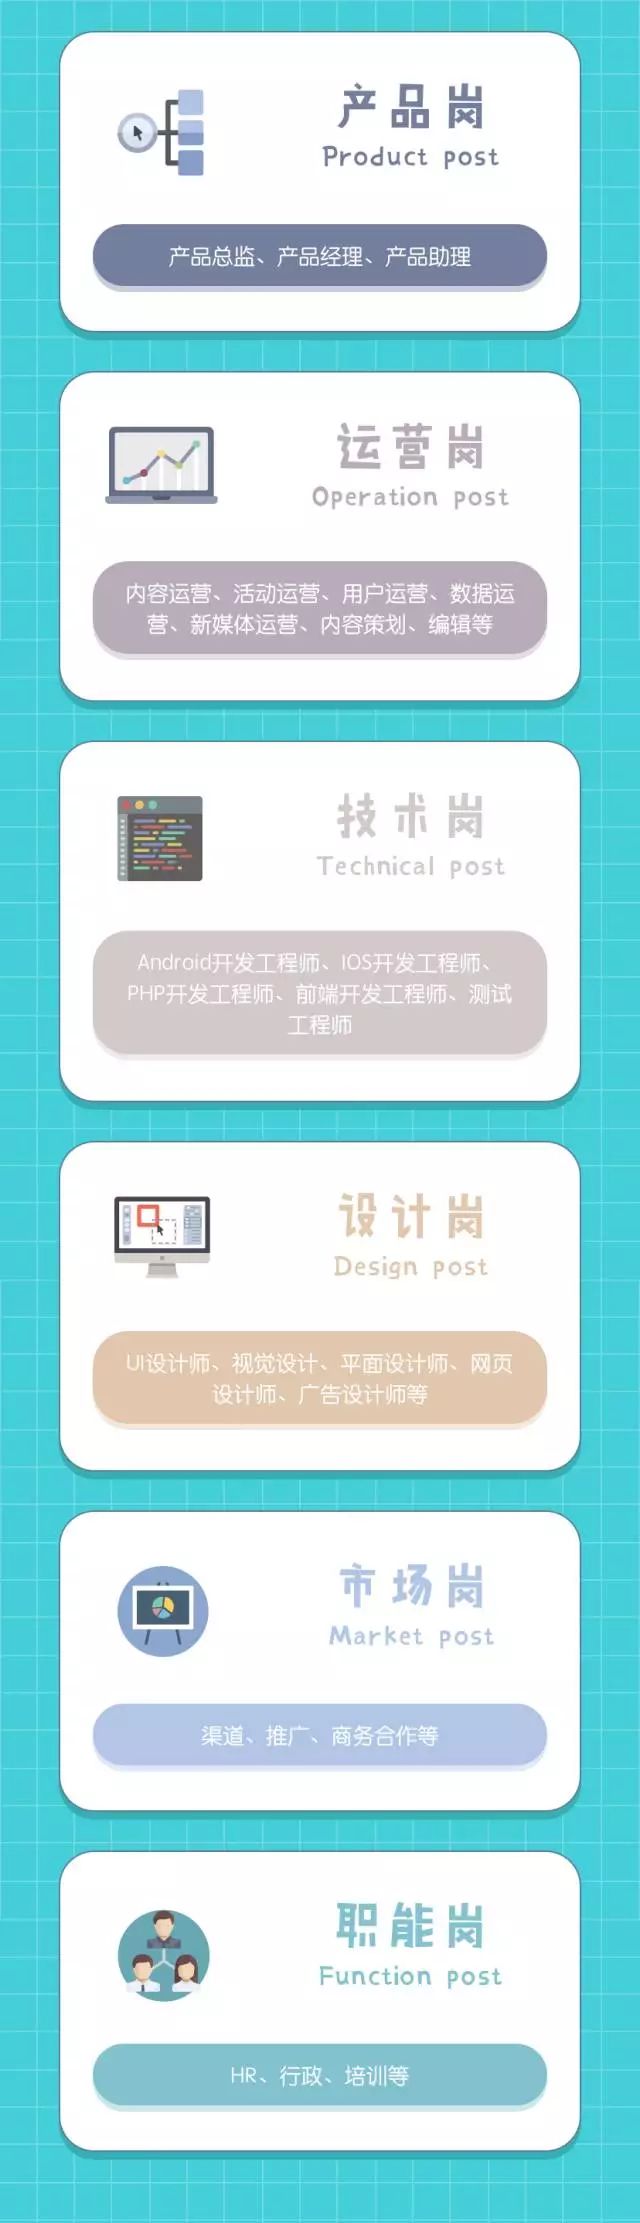 产品岗
Product post
产品总监、产品经理、产品助理
运营岗
Operation post
内容运营、活动运营、用户运营、数据运
营、新媒体运营、内容策划、编辑等
技术岗
Technical post
Android开发工程师、IOS开发工程师、
PHP开发工程师、前端开发工程师、测试
工程师
设计岗
Design post
UI设计师、视觉设计、平面设计师、网页
设计师、广告设计师等
市场岗
Market post
渠道、推广、商务合作等
职能岗
Function post
HR、行政、培训等